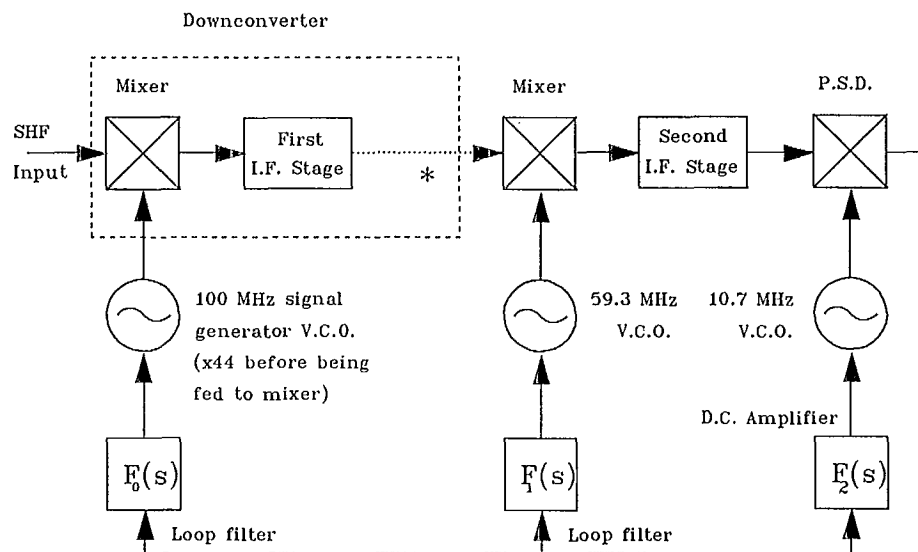 Downconverter
Mixer
Mixer
P.S.D.
SHF
Input
First
I.F. Stage
*
Second
I.F. Stage
100 MHz signal
generator V.C.O.
(x44 before being
fed to mixer)
59.3 MHz
V.C.O.
10.7 MHz
V.C.O.
D.C. Amplifier
F₀(s)
F₁(s)
F₂(s)
Loop filter
Loop filter